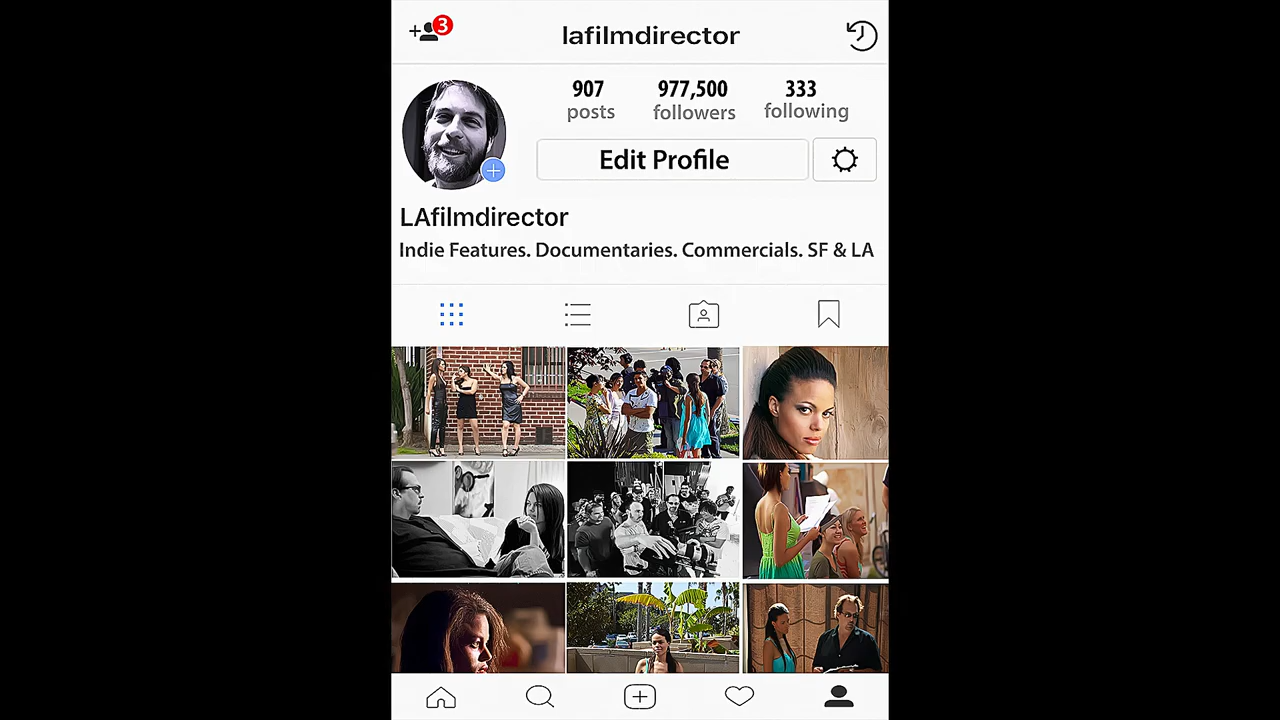 3
lafilmdirector
907 977,500 333
posts followers following
Edit Profile
LAfilmdirector
Indie Features. Documentaries. Commercials. SF & LA